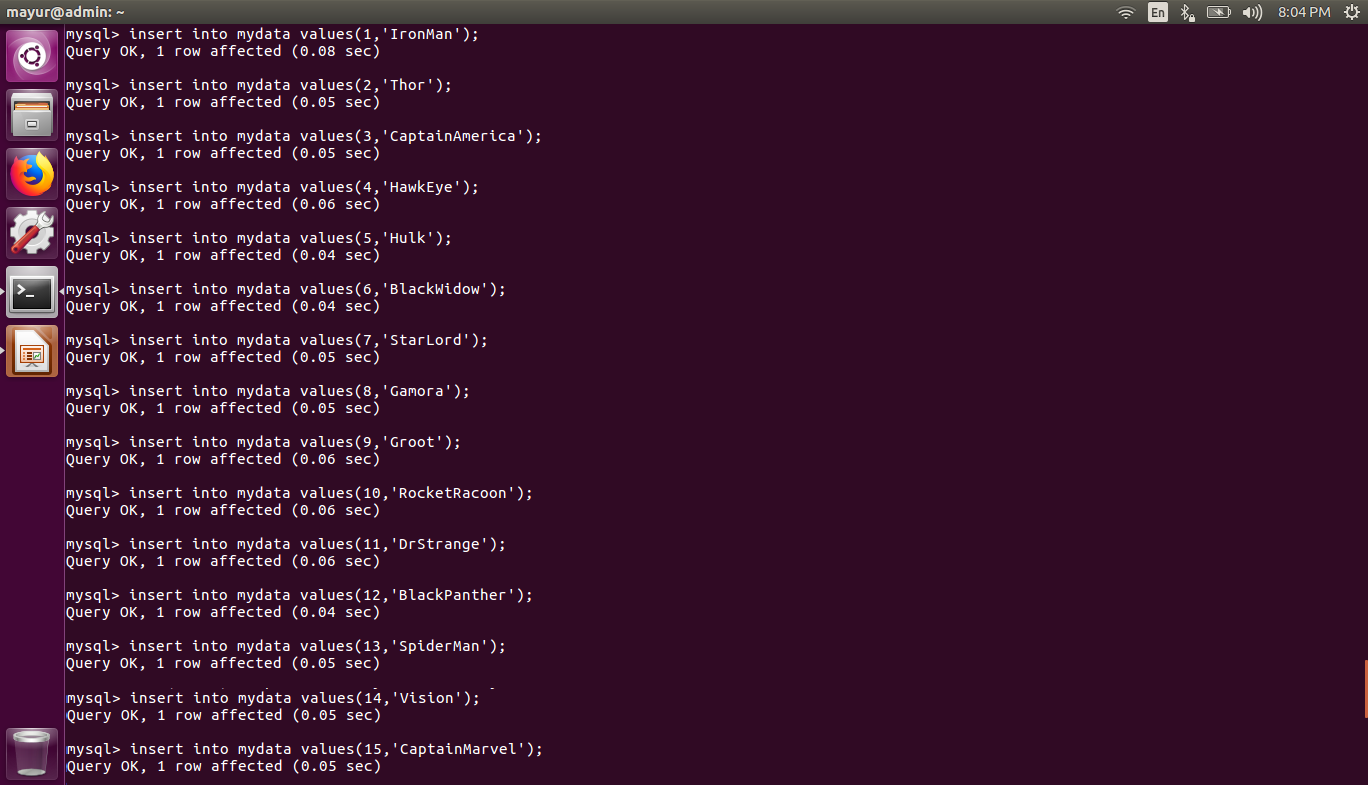 mayur@admin: ~
En
8:04 PM
mysql> insert into mydata values(1,'IronMan');
Query OK, 1 row affected (0.08 sec)
mysql> insert into mydata values(2,'Thor');
Query OK, 1 row affected (0.05 sec)
mysql> insert into mydata values(3,'CaptainAmerica');
Query OK, 1 row affected (0.05 sec)
mysql> insert into mydata values(4,'HawkEye');
Query OK, 1 row affected (0.06 sec)
mysql> insert into mydata values(5,'Hulk');
Query OK, 1 row affected (0.04 sec)
mysql> insert into mydata values(6,'BlackWidow');
Query OK, 1 row affected (0.04 sec)
mysql> insert into mydata values(7,'StarLord');
Query OK, 1 row affected (0.05 sec)
mysql> insert into mydata values(8,'Gamora');
Query OK, 1 row affected (0.05 sec)
mysql> insert into mydata values(9,'Groot');
Query OK, 1 row affected (0.06 sec)
mysql> insert into mydata values(10,'RocketRacoon');
Query OK, 1 row affected (0.06 sec)
mysql> insert into mydata values(11,'DrStrange');
Query OK, 1 row affected (0.06 sec)
mysql> insert into mydata values(12,'BlackPanther');
Query OK, 1 row affected (0.04 sec)
mysql> insert into mydata values(13,'SpiderMan');
Query OK, 1 row affected (0.05 sec)
mysql> insert into mydata values(14,'Vision');
Query OK, 1 row affected (0.05 sec)
mysql> insert into mydata values(15,'CaptainMarvel');
Query OK, 1 row affected (0.05 sec)